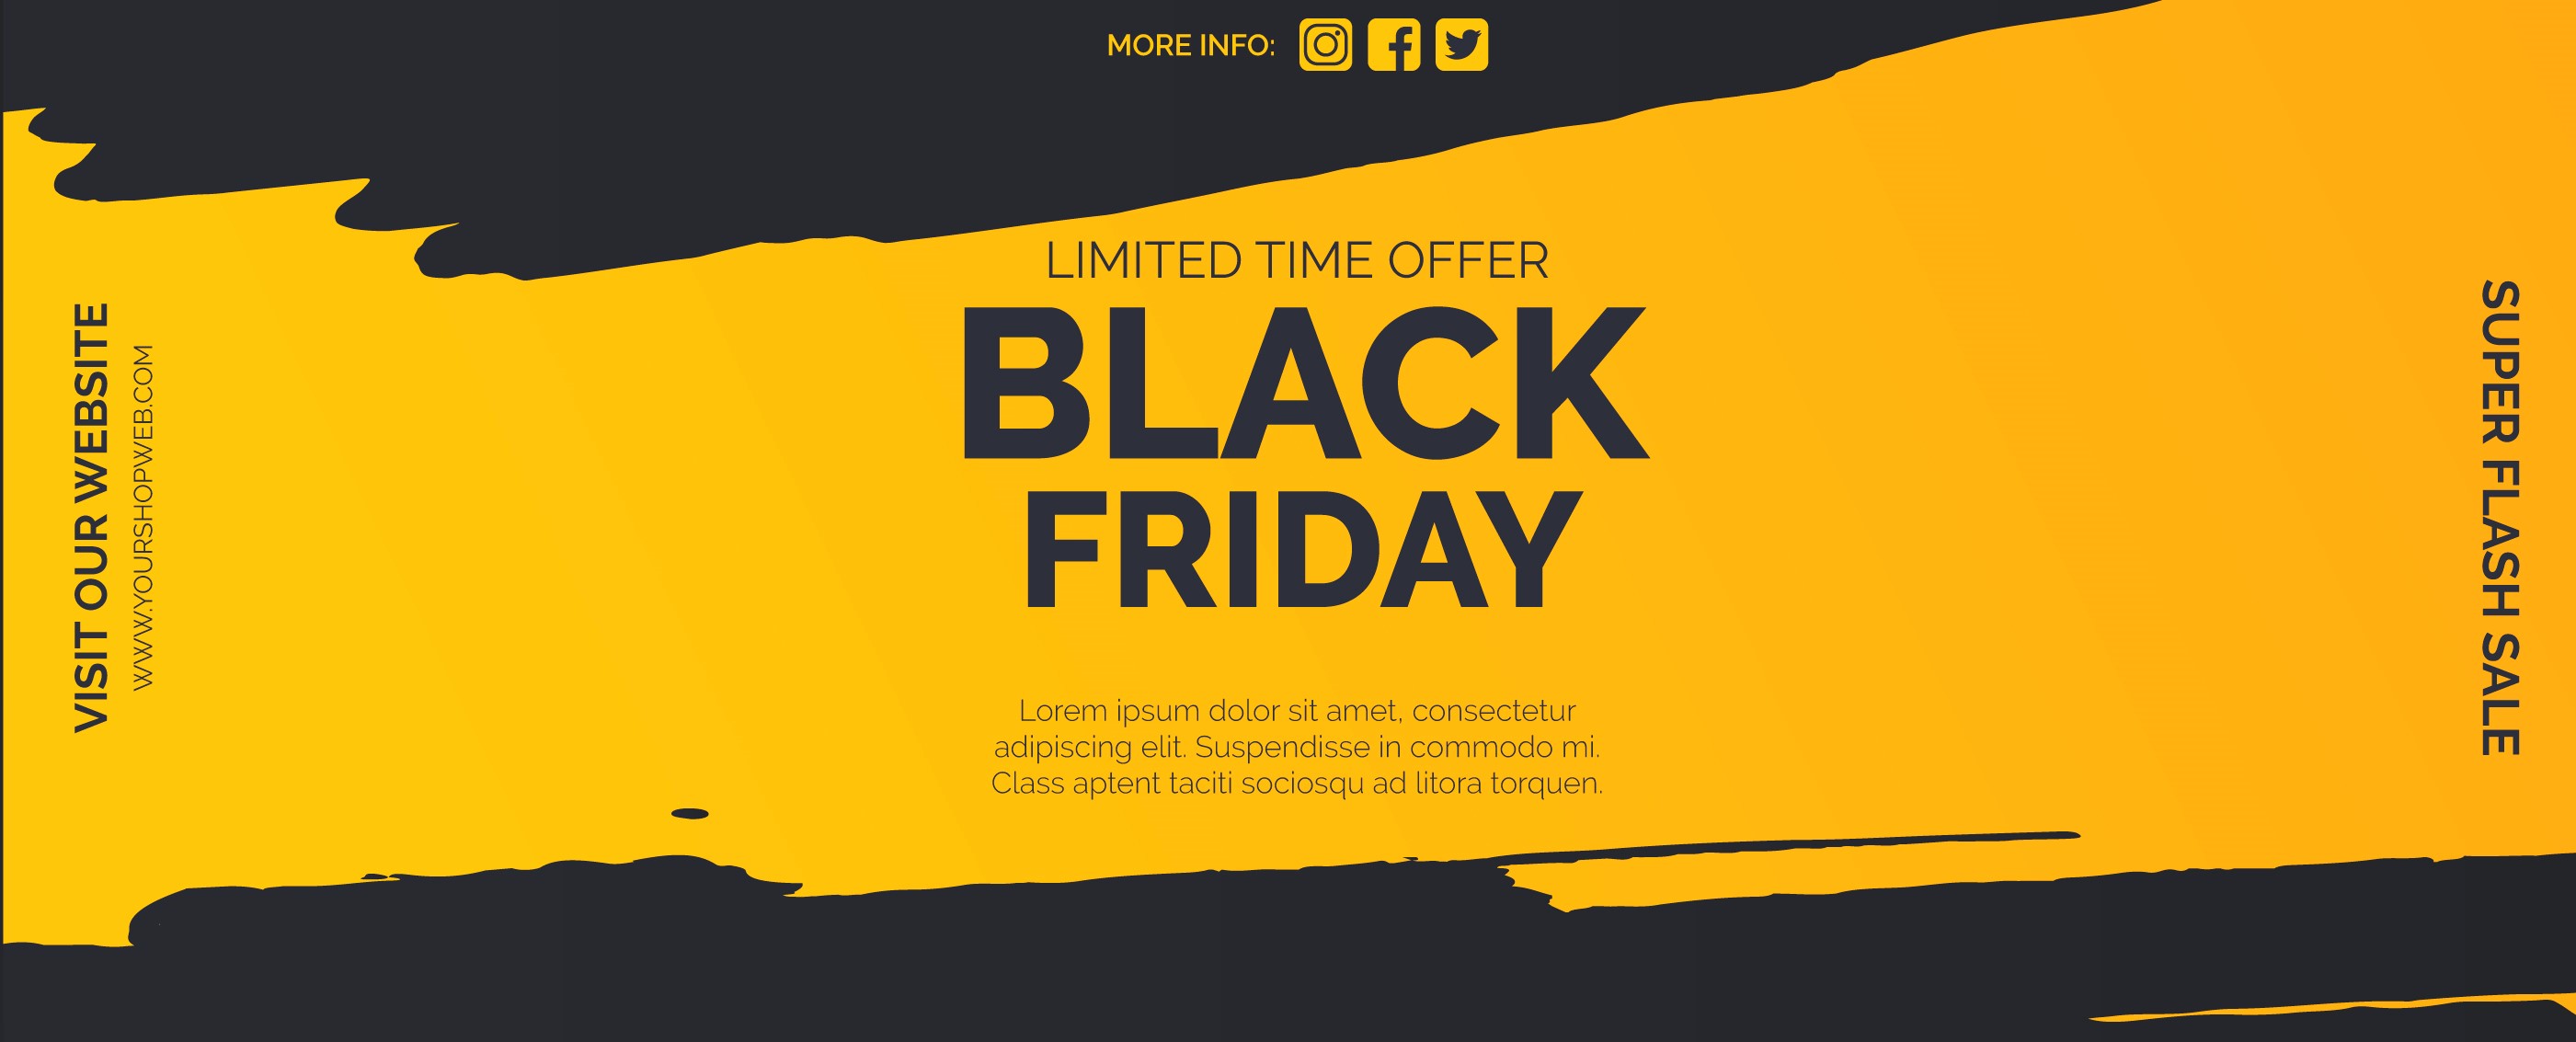 MORE INFO:
LIMITED TIME OFFER
BLACK
FRIDAY
Lorem ipsum dolor sit amet, consectetur
adipiscing elit. Suspendisse in commodo mi.
Class aptent taciti sociosqu ad litora torquen.
VISIT OUR WEBSITE
WWW.YOURSHOPWEB.COM
SUPER FLASH SALE